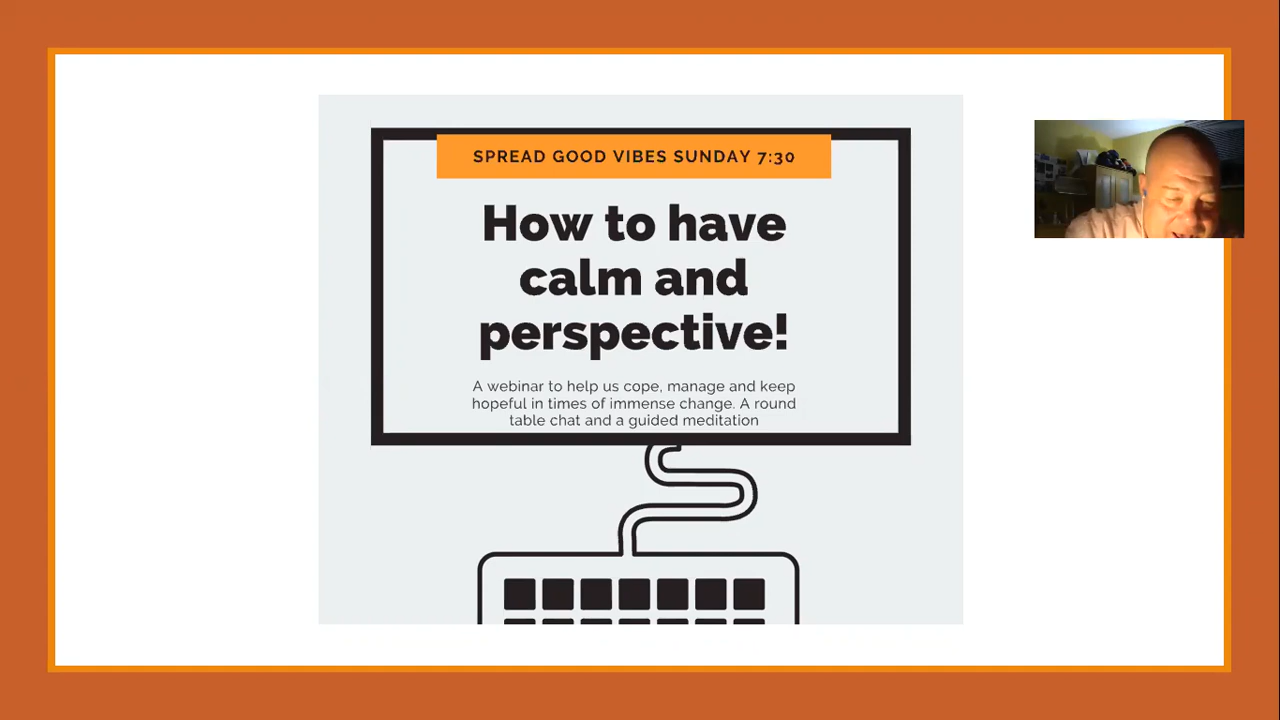 SPREAD GOOD VIBES SUNDAY 7:30
How to have
calm and
perspective!
A webinar to help us cope, manage and keep
hopeful in times of immense change. A round
table chat and a guided meditation